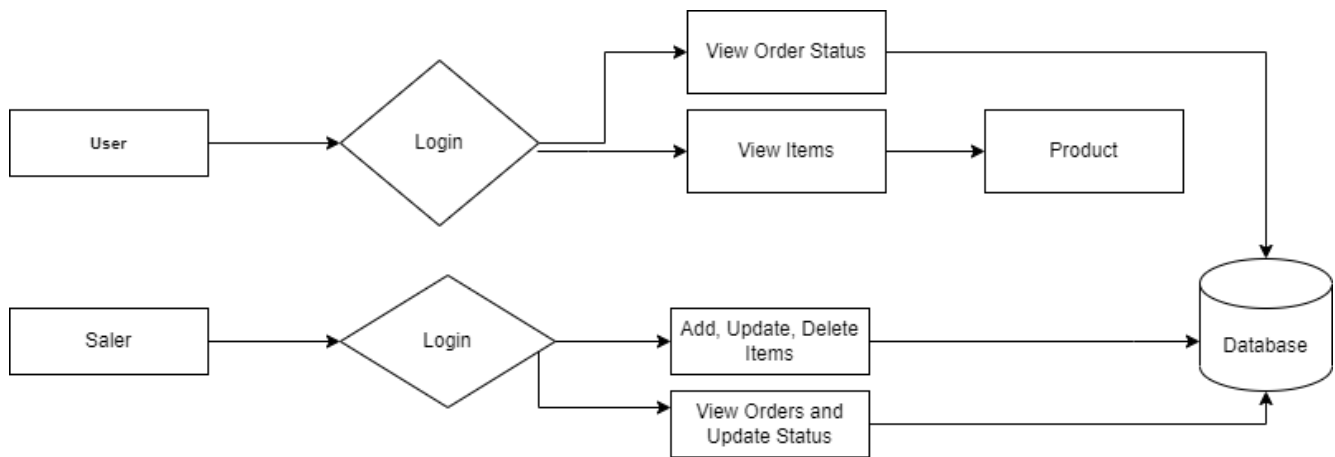 View Order Status
User
Login
View Items
Product
Saler
Login
Add, Update, Delete
Items
Database
View Orders and
Update Status